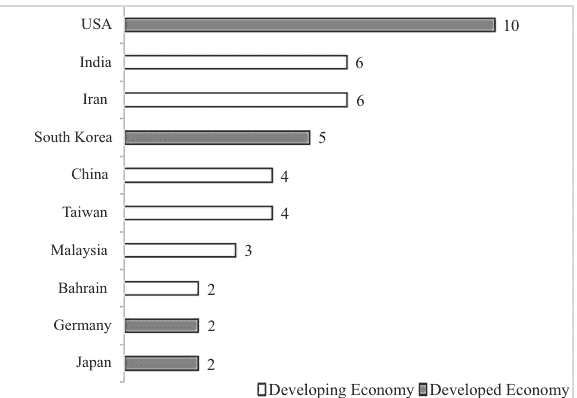 USA 10
India 6
Iran 6
South Korea 5
China 4
Taiwan 4
Malaysia 3
Bahrain 2
Germany 2
Japan 2
Developing Economy Developed Economy